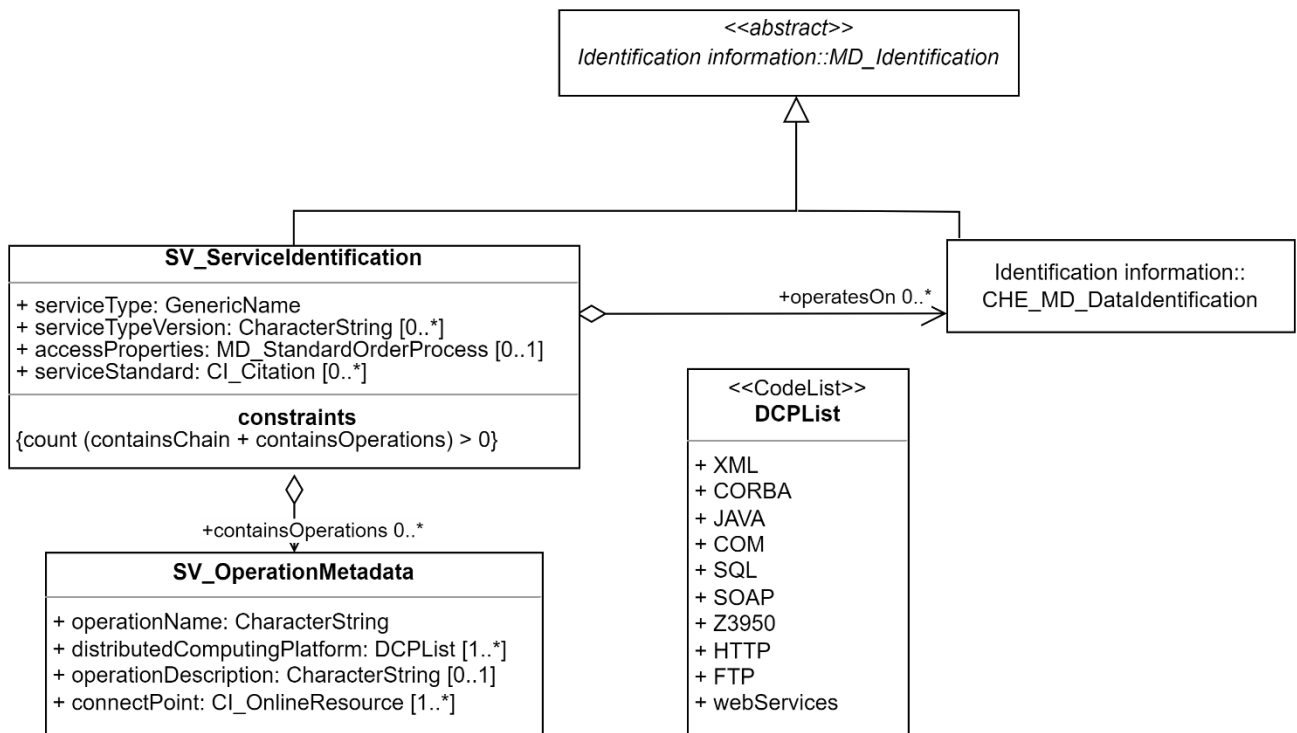 <<abstract>>
Identification information::MD_Identification
SV_ServiceIdentification
+ serviceType: GenericName
+ serviceTypeVersion: CharacterString [0..*]
+ accessProperties: MD_StandardOrderProcess [0..1]
+ serviceStandard: CI_Citation [0..*]
constraints
{count (containsChain + containsOperations) > 0}
+operatesOn 0..*
Identification information::
CHE_MD_DataIdentification
+containsOperations 0..*
SV_OperationMetadata
+ operationName: CharacterString
+ distributedComputingPlatform: DCPList [1..*]
+ operationDescription: CharacterString [0..1]
+ connectPoint: CI_OnlineResource [1..*]
<<CodeList>>
DCPList
+ XML
+ CORBA
+ JAVA
+ COM
+ SQL
+ SOAP
+ Z3950
+ HTTP
+ FTP
+ webServices